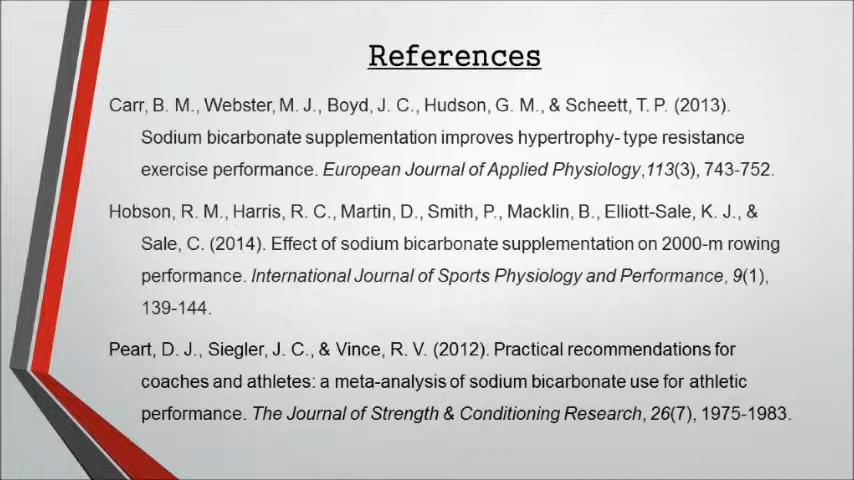 References
Carr, B. M., Webster, M. J., Boyd, J. C., Hudson, G. M., & Scheett, T. P. (2013).
Sodium bicarbonate supplementation improves hypertrophy- type resistance
exercise performance. European Journal of Applied Physiology,113(3), 743-752.
Hobson, R. M., Harris, R. C., Martin, D., Smith, P., Macklin, B., Elliott-Sale, K. J., &
Sale, C. (2014). Effect of sodium bicarbonate supplementation on 2000-m rowing
performance. International Journal of Sports Physiology and Performance, 9(1),
139-144.
Peart, D. J., Siegler, J. C., & Vince, R. V. (2012). Practical recommendations for
coaches and athletes: a meta-analysis of sodium bicarbonate use for athletic
performance. The Journal of Strength & Conditioning Research, 26(7), 1975-1983.